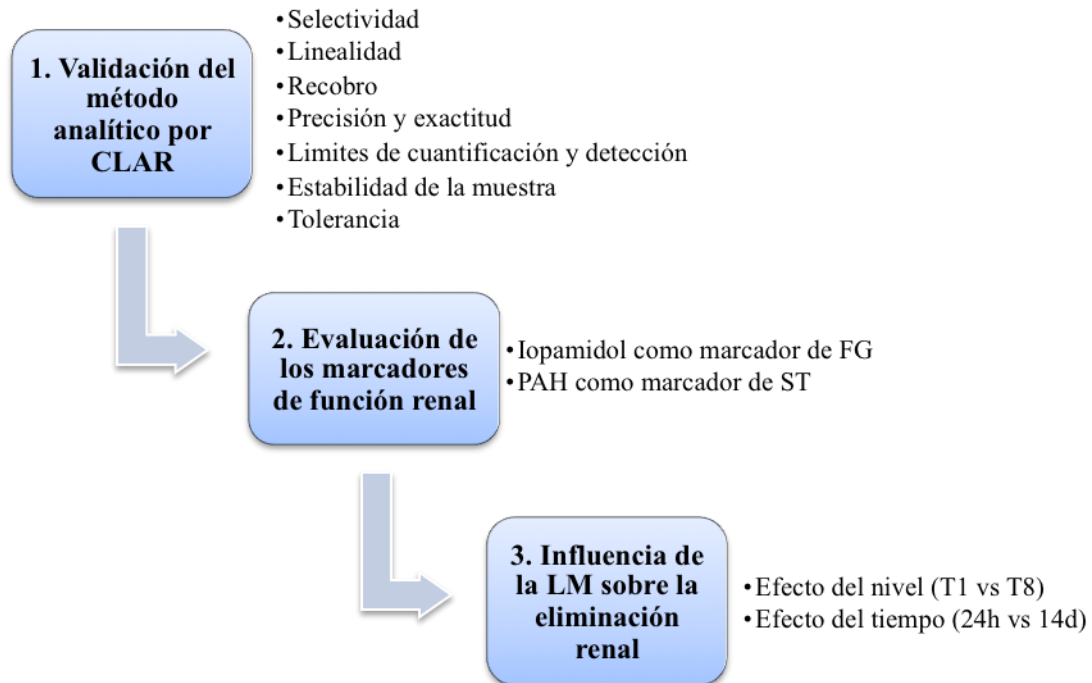 1. Validación del
método
analítico por
CLAR
•Selectividad
•Linealidad
•Recobro
•Precisión y exactitud
•Limites de cuantificación y detección
•Estabilidad de la muestra
•Tolerancia
2. Evaluación de
los marcadores
de función renal
•Iopamidol como marcador de FG
•PAH como marcador de ST
3. Influencia de
la LM sobre la
eliminación
renal
•Efecto del nivel (T1 vs T8)
•Efecto del tiempo (24h vs 14d)